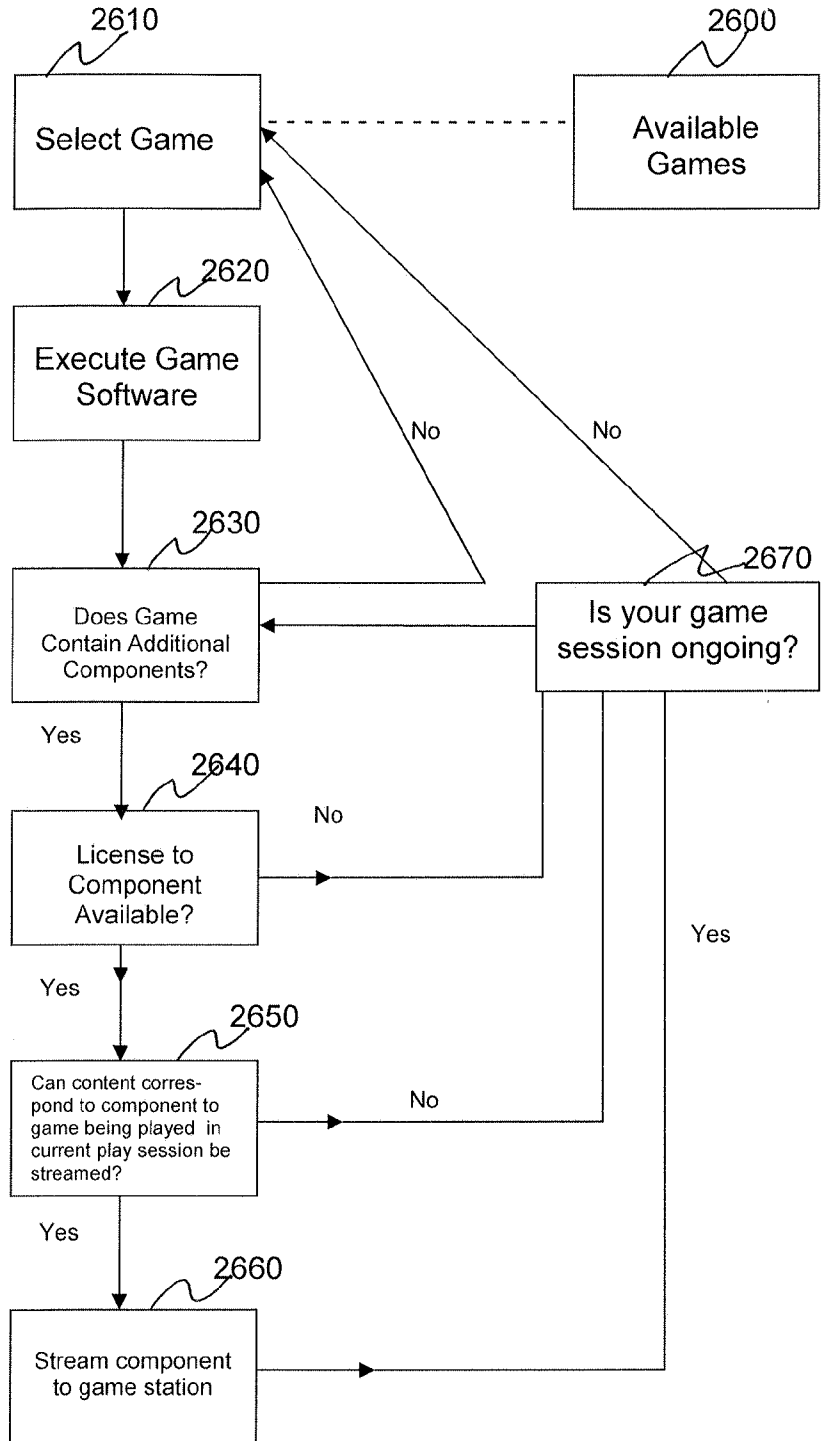 2610
2600
Select Game
Available
Games
2620
Execute Game
Software
No
No
2630
2670
Does Game
Contain Additional
Components?
Is your game
session ongoing?
Yes
2640
No
License to
Component
Available?
Yes
Yes
2650
Can content corres-
pond to component to
game being played in
current play session be
streamed?
No
Yes
2660
Stream component
to game station